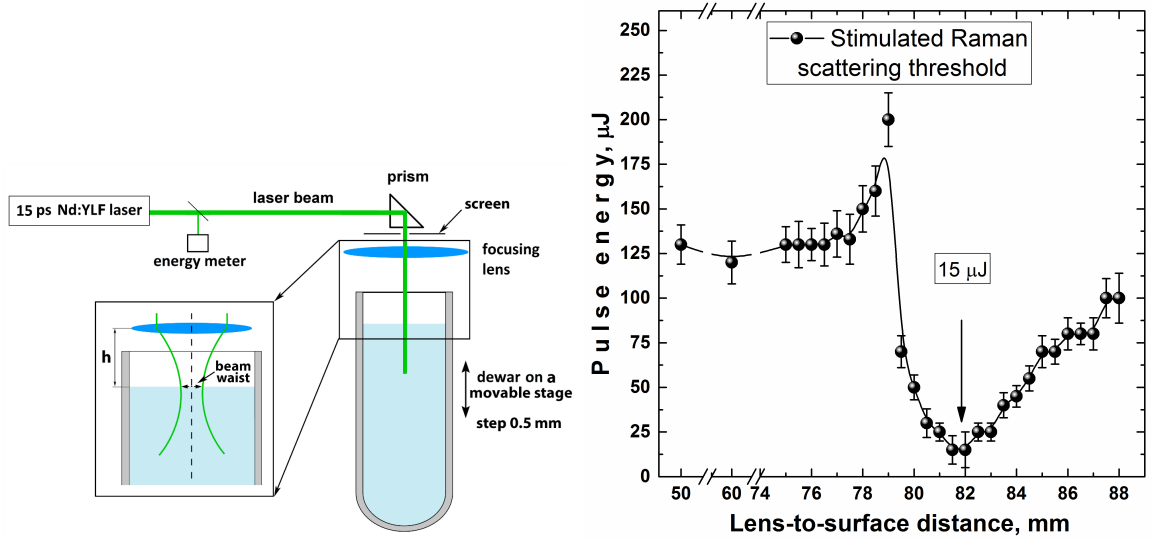 prism
laser beam
screen
15 ps Nd:YLF laser
energy meter
focusing
lens
h
beam
waist
dewar on a
movable stage
step 0.5 mm
Stimulated Raman
scattering threshold
15 μJ
Pulse energy, μJ
250
225
200
175
150
125
100
75
50
25
0
50 60 74 76 78 80 82 84 86 88
Lens-to-surface distance, mm